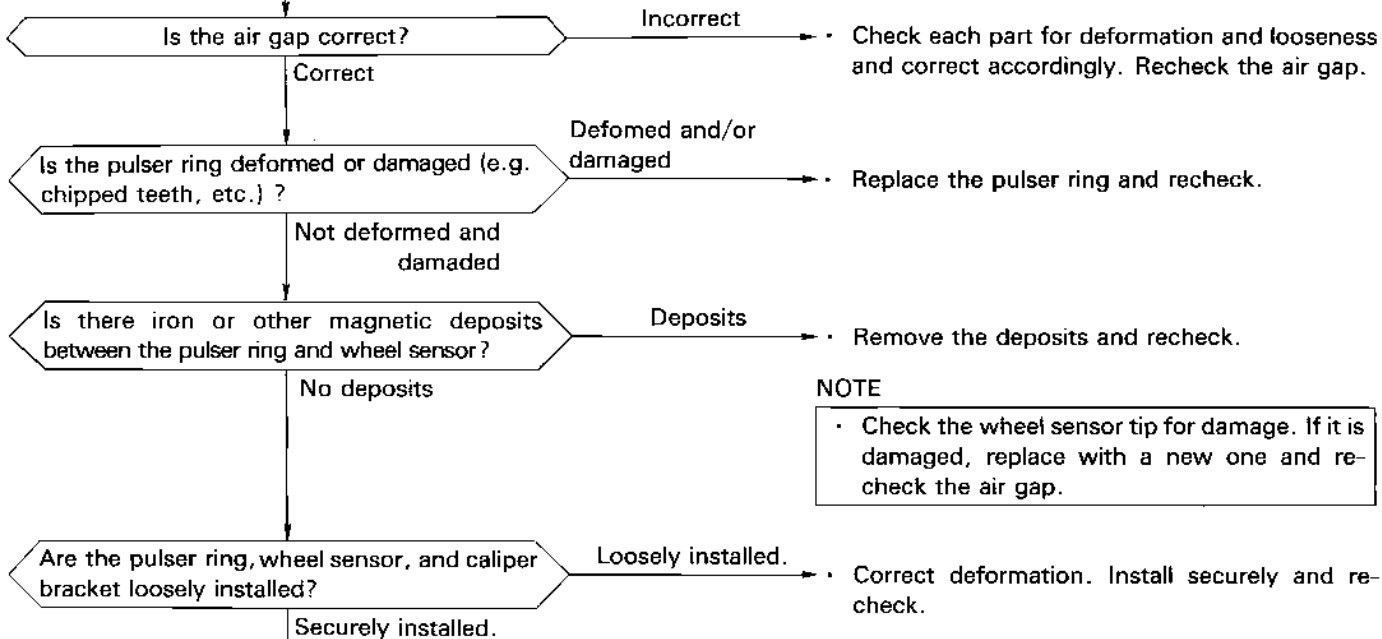 Is the air gap correct?
Incorrect
· Check each part for deformation and looseness
and correct accordingly. Recheck the air gap.
Correct
Is the pulser ring deformed or damaged (e.g.
chipped teeth, etc.) ?
Defomed and/or
damaged
· Replace the pulser ring and recheck.
Not deformed and
damaded
Is there iron or other magnetic deposits
between the pulser ring and wheel sensor?
Deposits
· Remove the deposits and recheck.
No deposits
NOTE
· Check the wheel sensor tip for damage. If it is
damaged, replace with a new one and re-
check the air gap.
Are the pulser ring, wheel sensor, and caliper
bracket loosely installed?
Loosely installed.
· Correct deformation. Install securely and re-
check.
Securely installed.